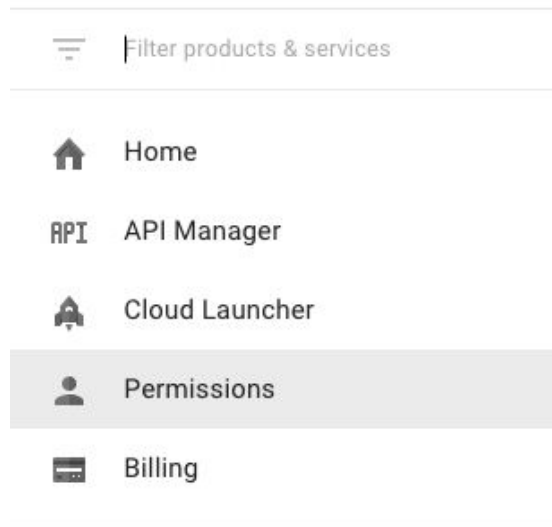 Filter products & services
Home
API API Manager
Cloud Launcher
Permissions
Billing